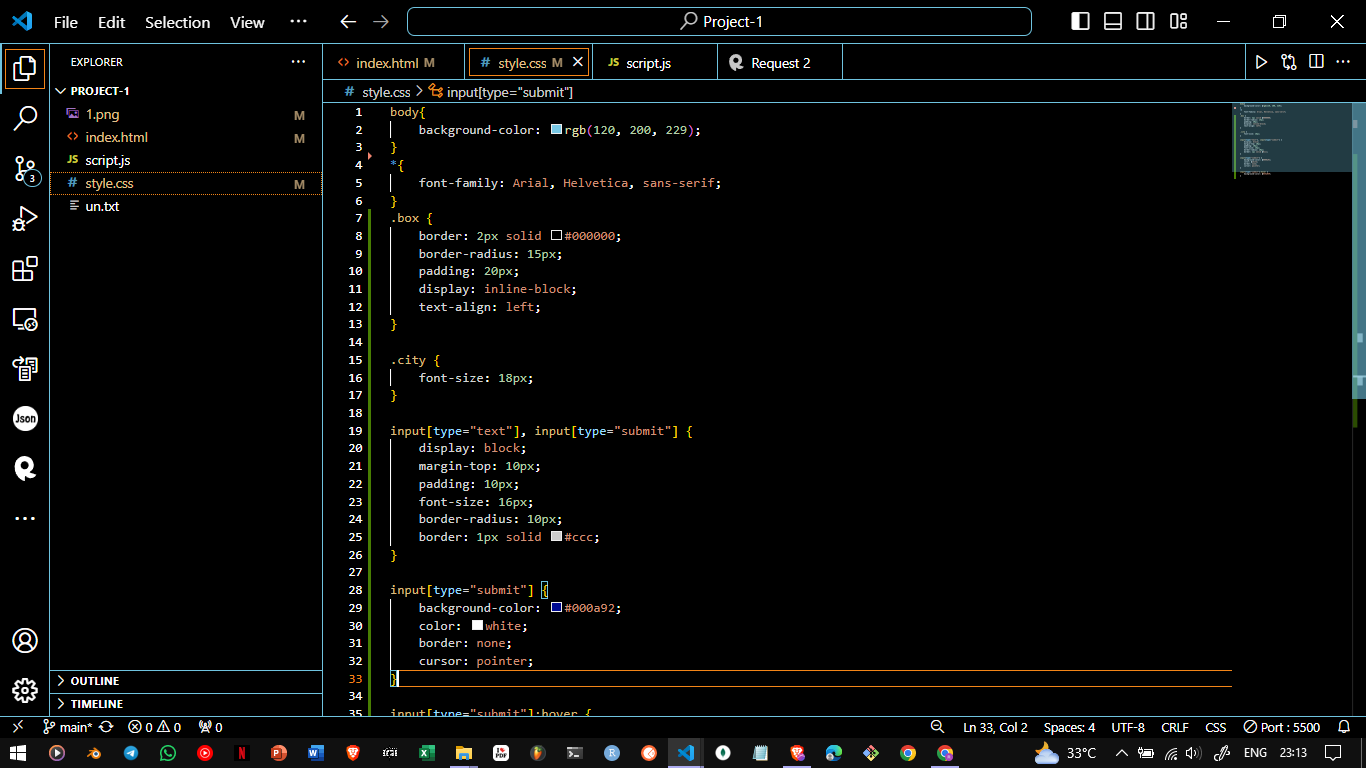 File Edit Selection View ··· Project-1
EXPLORER ···
PROJECT-1
1.png M
index.html M
JS script.js
# style.css M
un.txt
OUTLINE
TIMELINE
3
Json
index.html M # style.css M JS script.js Request 2
# style.css > input[type="submit"]
1 body{
2 background-color: rgb(120, 200, 229);
3 }
4 *{
5 font-family: Arial, Helvetica, sans-serif;
6 }
7 .box {
8 border: 2px solid #000000;
9 border-radius: 15px;
10 padding: 20px;
11 display: inline-block;
12 text-align: left;
13 }
14
15 .city {
16 font-size: 18px;
17 }
18
19 input[type="text"], input[type="submit"] {
20 display: block;
21 margin-top: 10px;
22 padding: 10px;
23 font-size: 16px;
24 border-radius: 10px;
25 border: 1px solid #ccc;
26 }
27
28 input[type="submit"] {
29 background-color: #000a92;
30 color: white;
31 border: none;
32 cursor: pointer;
33 }
34
35 input[type="submit"]:hover {
main* 0 0 0 Ln 33, Col 2 Spaces: 4 UTF-8 CRLF CSS Port : 5500
33°C ENG 23:13